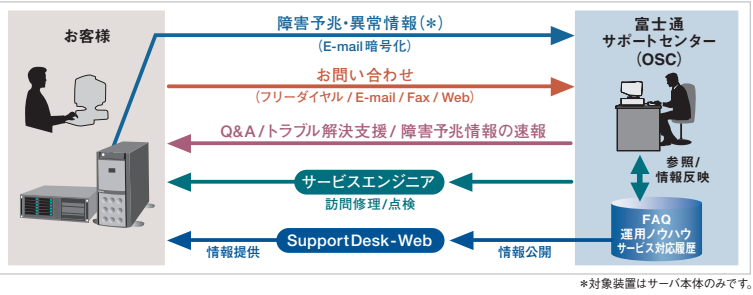 お客様
障害予兆・異常情報(＊)
(E-mail暗号化)
富士通
サポートセンター
(OSC)
お問い合わせ
(フリーダイヤル / E-mail / Fax / Web)
Q&A/トラブル解決支援/ 障害予兆情報の速報
サービスエンジニア
訪問修理/点検
参照/
情報反映
SupportDesk-Web
情報提供
情報公開
FAQ
運用ノウハウ
サービス対応履歴
＊対象装置はサーバ本体のみです。